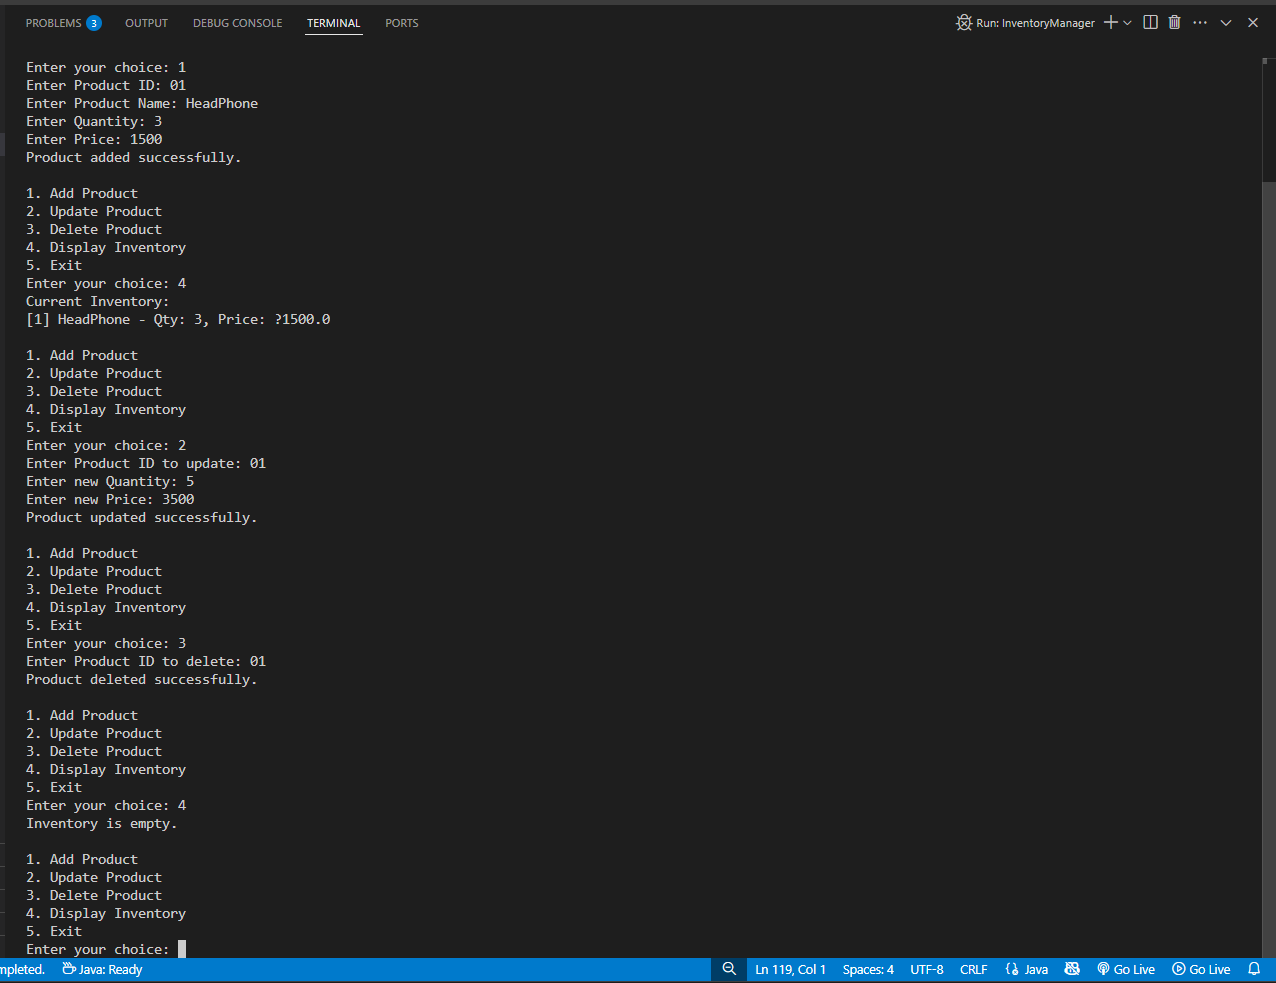 PROBLEMS 3 OUTPUT DEBUG CONSOLE TERMINAL PORTS Run: InventoryManager
Enter your choice: 1
Enter Product ID: 01
Enter Product Name: HeadPhone
Enter Quantity: 3
Enter Price: 1500
Product added successfully.

1. Add Product
2. Update Product
3. Delete Product
4. Display Inventory
5. Exit
Enter your choice: 4
Current Inventory:
[1] HeadPhone - Qty: 3, Price: ?1500.0

1. Add Product
2. Update Product
3. Delete Product
4. Display Inventory
5. Exit
Enter your choice: 2
Enter Product ID to update: 01
Enter new Quantity: 5
Enter new Price: 3500
Product updated successfully.

1. Add Product
2. Update Product
3. Delete Product
4. Display Inventory
5. Exit
Enter your choice: 3
Enter Product ID to delete: 01
Product deleted successfully.

1. Add Product
2. Update Product
3. Delete Product
4. Display Inventory
5. Exit
Enter your choice: 4
Inventory is empty.

1. Add Product
2. Update Product
3. Delete Product
4. Display Inventory
5. Exit
Enter your choice:
mpleted. Java: Ready Ln 119, Col 1 Spaces: 4 UTF-8 CRLF Java Go Live Go Live